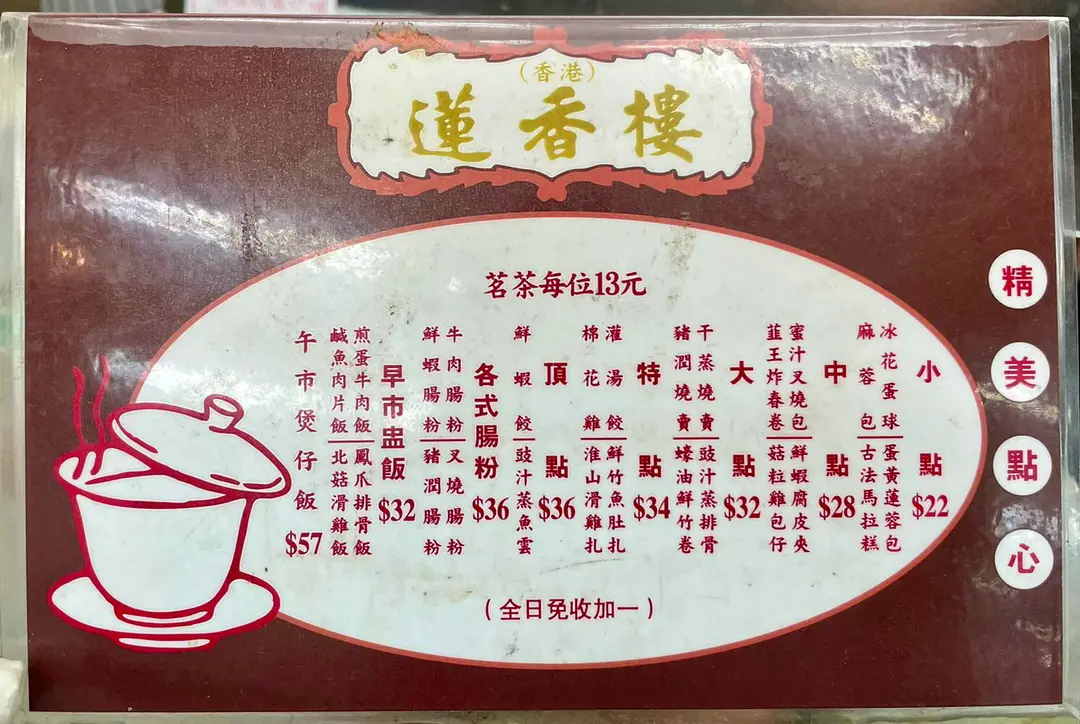 (香港)
蓮香樓
茗茶每位13元
小點 $22
冰花蛋球 蛋黃蓮蓉包
麻蓉包 古法馬拉糕
中點 $28
蜜汁叉燒包 鮮蝦腐皮夾
韮王炸春卷 菇粒雞包仔
大點 $32
干蒸燒賣 豉汁蒸排骨
豬潤燒賣 蠔油鮮竹卷
特點 $34
灌湯餃 鮮竹魚肚扎
棉花雞 淮山滑雞扎
頂點 $36
鮮蝦餃 豉汁蒸魚雲
各式腸粉 $36
牛肉腸粉 叉燒腸粉
鮮蝦腸粉 豬潤腸粉
早市盅飯 $32
煎蛋牛肉飯 鳳爪排骨飯
鹹魚肉片飯 北菇滑雞飯
午市煲仔飯 $57
(全日免收加一)
精美點心